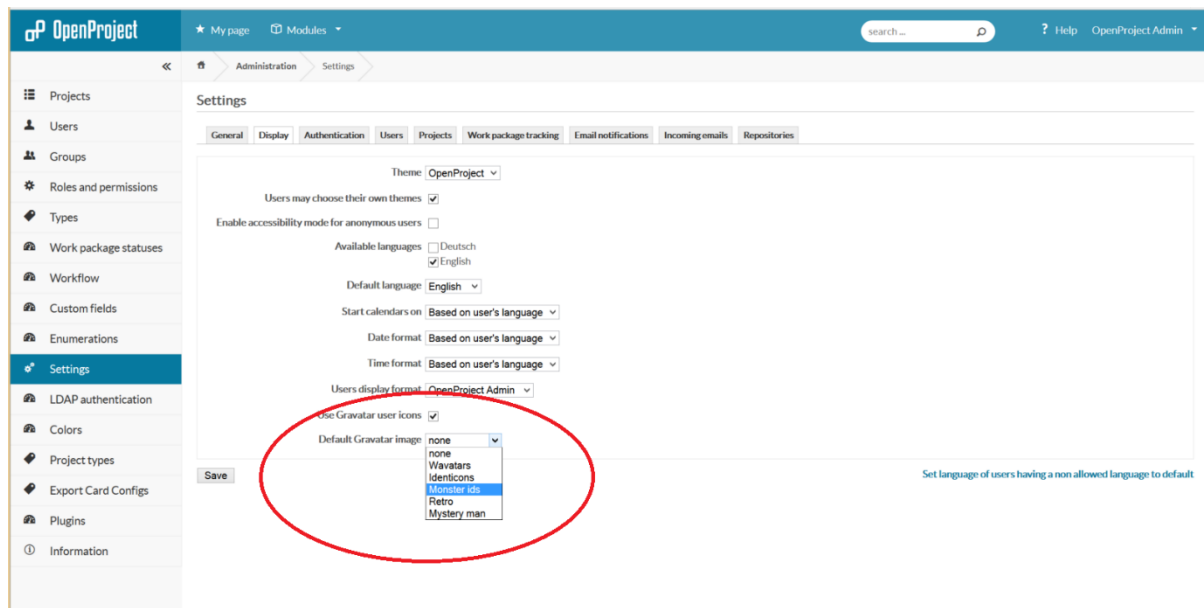 OpenProject
My page Modules
search ...
? Help OpenProject Admin
«
Administration Settings
Projects
Users
Groups
Roles and permissions
Types
Work package statuses
Workflow
Custom fields
Enumerations
Settings
LDAP authentication
Colors
Project types
Export Card Configs
Plugins
Information
Settings
General Display Authentication Users Projects Work package tracking Email notifications Incoming emails Repositories
Theme OpenProject
Users may choose their own themes
Enable accessibility mode for anonymous users
Available languages Deutsch
English
Default language English
Start calendars on Based on user's language
Date format Based on user's language
Time format Based on user's language
Users display format OpenProject Admin
Use Gravatar user icons
Default Gravatar image none
none
Wavatars
Identicons
Monster ids
Retro
Mystery man
Save
Set language of users having a non allowed language to default